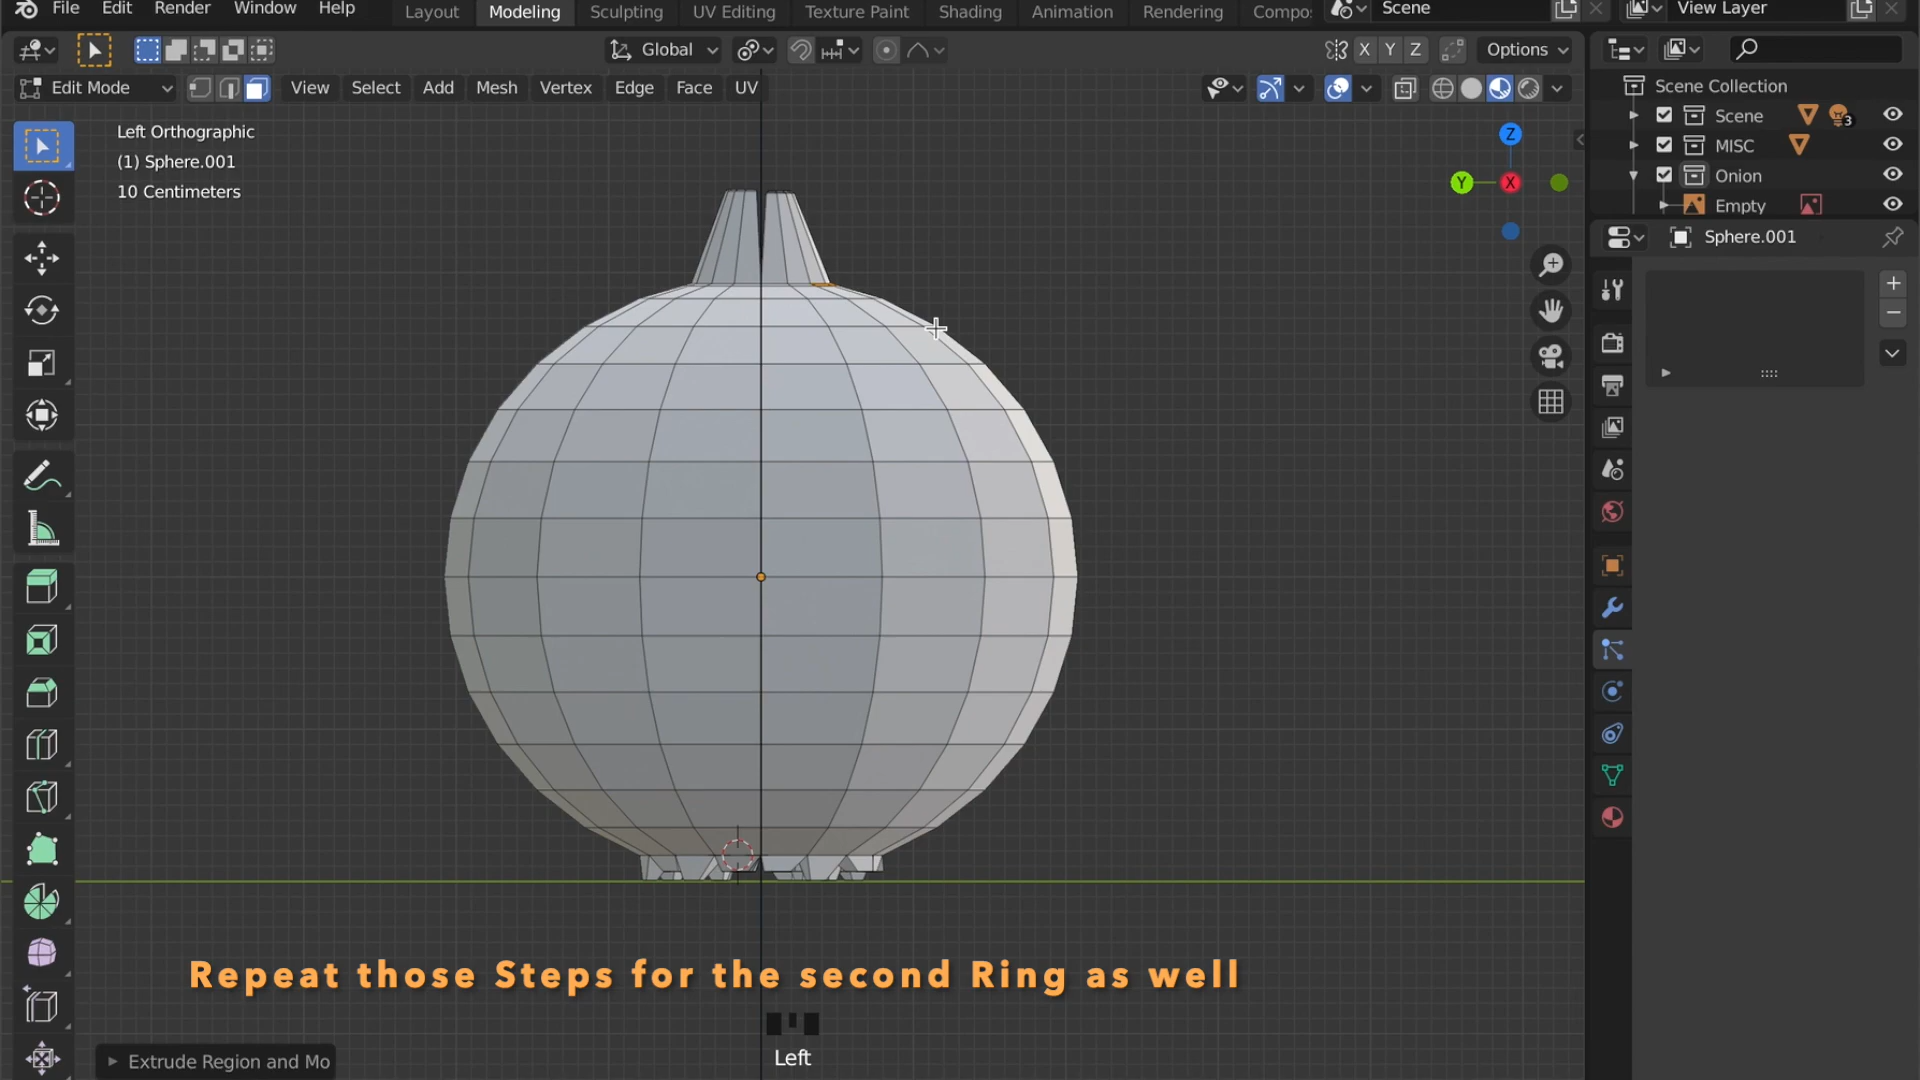 File Edit Render Window Help Layout Modeling Sculpting UV Editing Texture Paint Shading Animation Rendering Compo Scene View Layer
Global X Y Z Options
Edit Mode View Select Add Mesh Vertex Edge Face UV
Left Orthographic
(1) Sphere.001
10 Centimeters
Z
Y X
Scene Collection
Scene 3
MISC
Onion
Empty
Sphere.001
Repeat those Steps for the second Ring as well
Left
Extrude Region and Mo